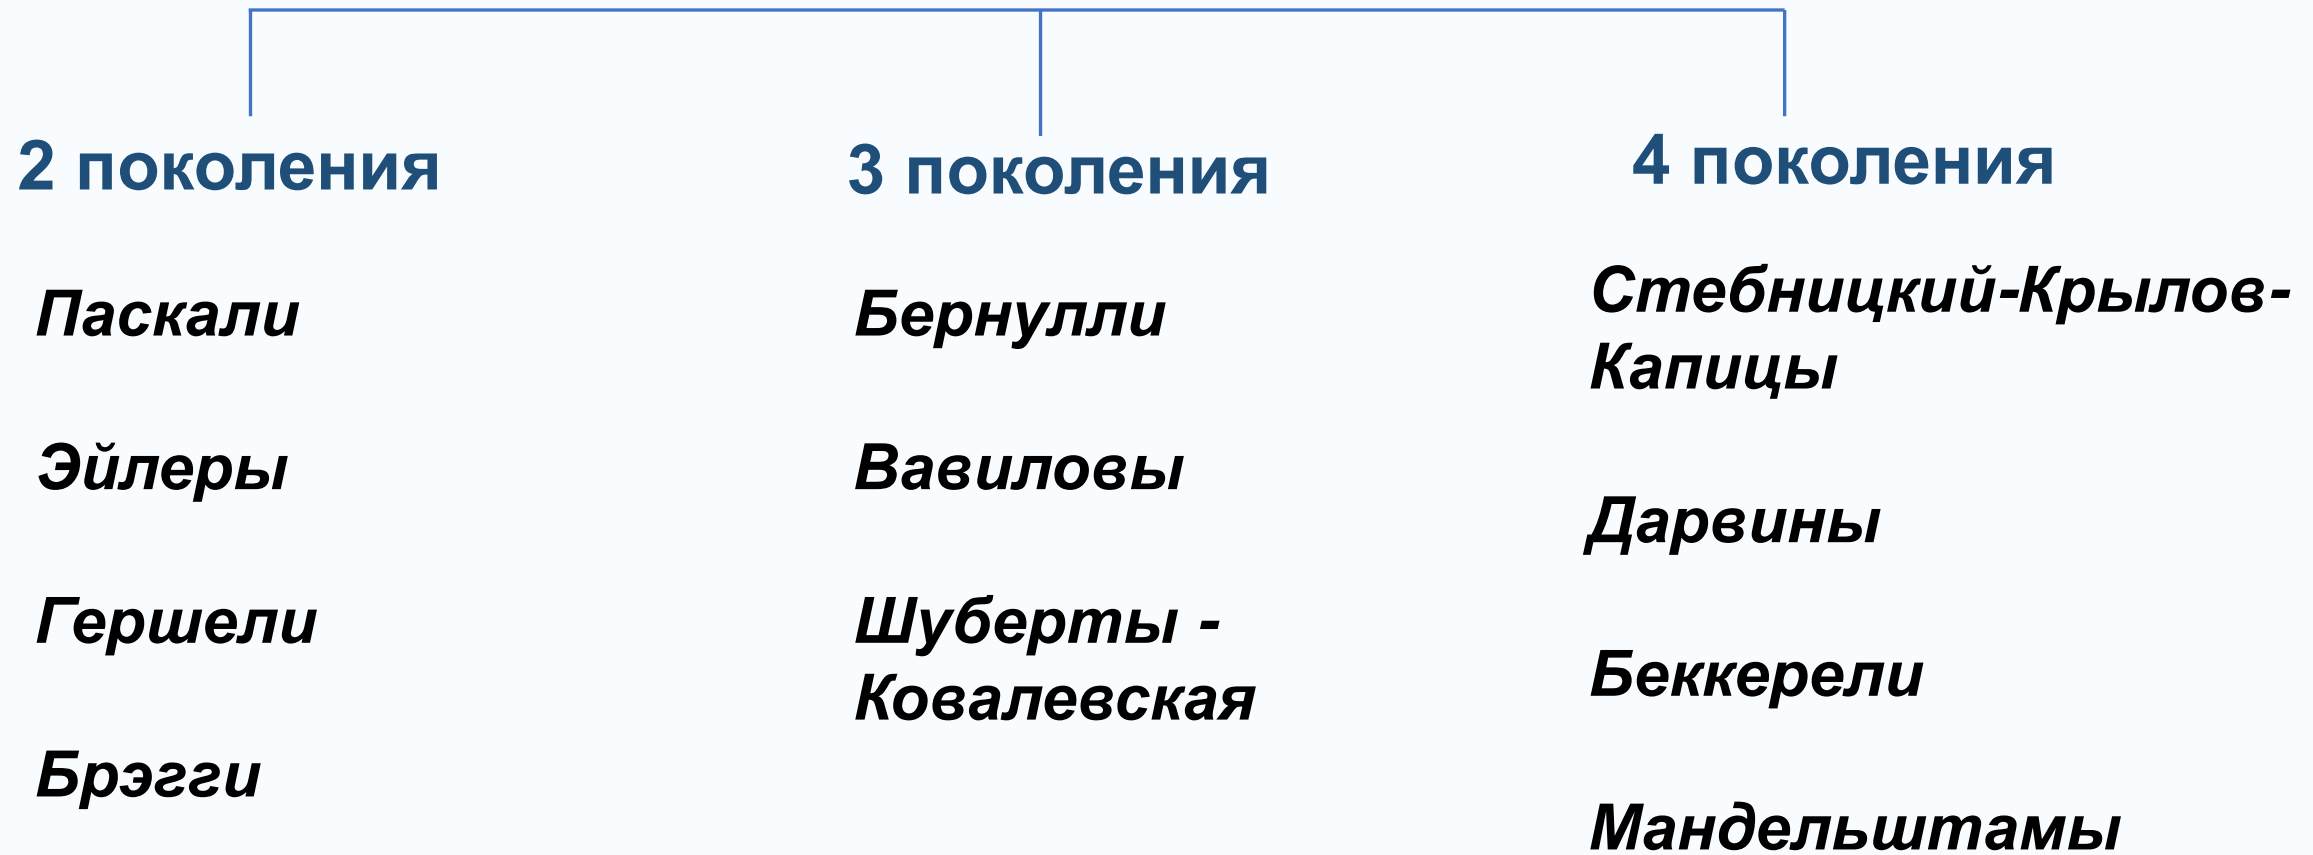 2 поколения
Паскали
Эйлеры
Гершели
Брэгги
3 поколения
Бернулли
Вавиловы
Шуберты -
Ковалевская
4 поколения
Стебницкий-Крылов-
Капицы
Дарвины
Беккерели
Мандельштамы